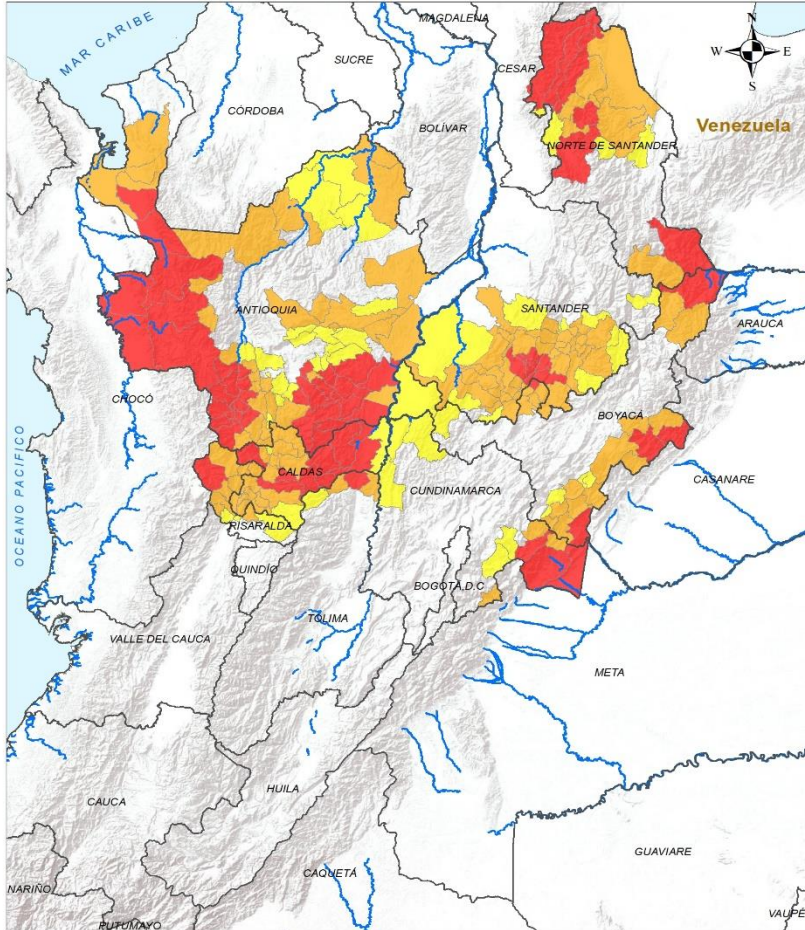 MAGDALENA
MAR CARIBE
SUCRE
N
W E
S
CESAR
CÓRDOBA
BOLÍVAR
Venezuela
NORTE DE SANTANDER
ANTIOQUIA
SANTANDER
ARAUCA
CHOCÓ
BOYACÁ
CALDAS
CUNDINAMARCA
CASANARE
OCEANO PACIFICO
RISARALDA
QUINDÍO
BOGOTÁ, D.C
TOLIMA
VALLE DEL CAUCA
META
HUILA
CAUCA
GUAVIARE
CAQUETÁ
NARIÑO
VAUPÉ
PUTUMAYO